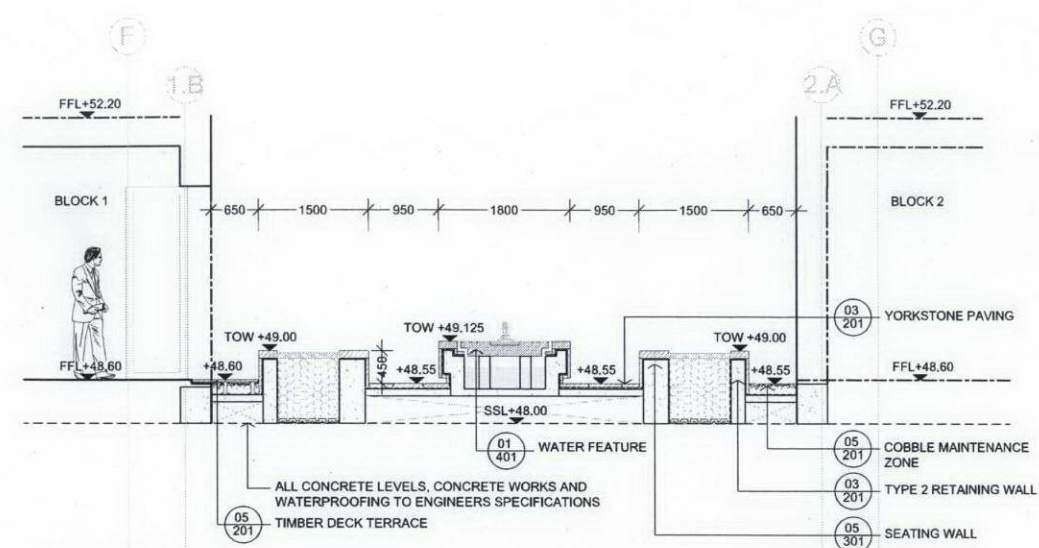 F
G
1.B
2.A
FFL+52.20
FFL+52.20
BLOCK 1
BLOCK 2
650
1500
950
1800
950
1500
650
03
201
YORKSTONE PAVING
TOW +49.00
TOW +49.125
TOW +49.00
450
FFL+48.60
+48.60
+48.55
+48.55
+48.55
FFL+48.60
SSL+48.00
01
401
WATER FEATURE
05
201
COBBLE MAINTENANCE
ZONE
ALL CONCRETE LEVELS, CONCRETE WORKS AND
WATERPROOFING TO ENGINEERS SPECIFICATIONS
03
201
TYPE 2 RETAINING WALL
05
201
TIMBER DECK TERRACE
05
301
SEATING WALL